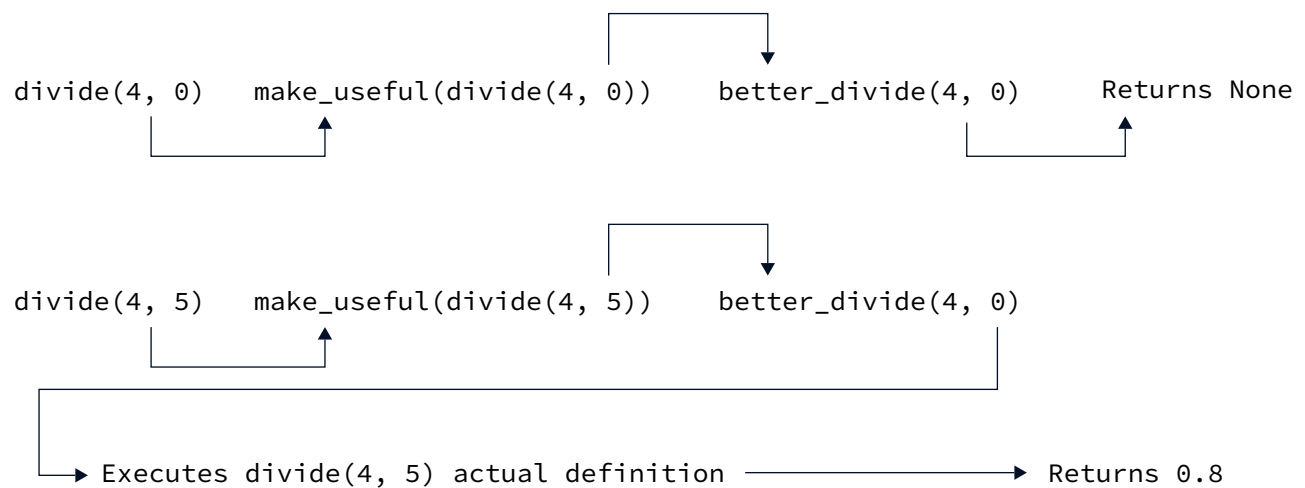 divide(4, 0) make_useful(divide(4, 0)) better_divide(4, 0) Returns None
divide(4, 5) make_useful(divide(4, 5)) better_divide(4, 0)
Executes divide(4, 5) actual definition Returns 0.8